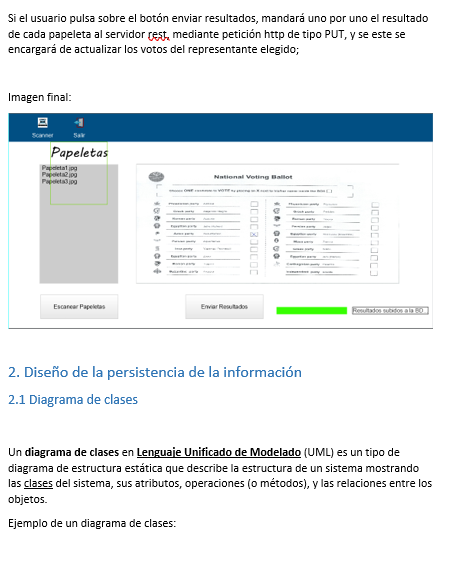 Si el usuario pulsa sobre el botón enviar resultados, mandará uno por uno el resultado
de cada papeleta al servidor rest, mediante petición http de tipo PUT, y se este se
encargará de actualizar los votos del representante elegido;
Imagen final:
Scanner Salir
Papeletas
Papeleta1.jpg
Papeleta2.jpg
Papeleta3.jpg
National Voting Ballot
Escanear Papeletas
Enviar Resultados
Resultados subidos a la BD
2. Diseño de la persistencia de la información
2.1 Diagrama de clases
Un diagrama de clases en Lenguaje Unificado de Modelado (UML) es un tipo de
diagrama de estructura estática que describe la estructura de un sistema mostrando
las clases del sistema, sus atributos, operaciones (o métodos), y las relaciones entre los
objetos.
Ejemplo de un diagrama de clases: